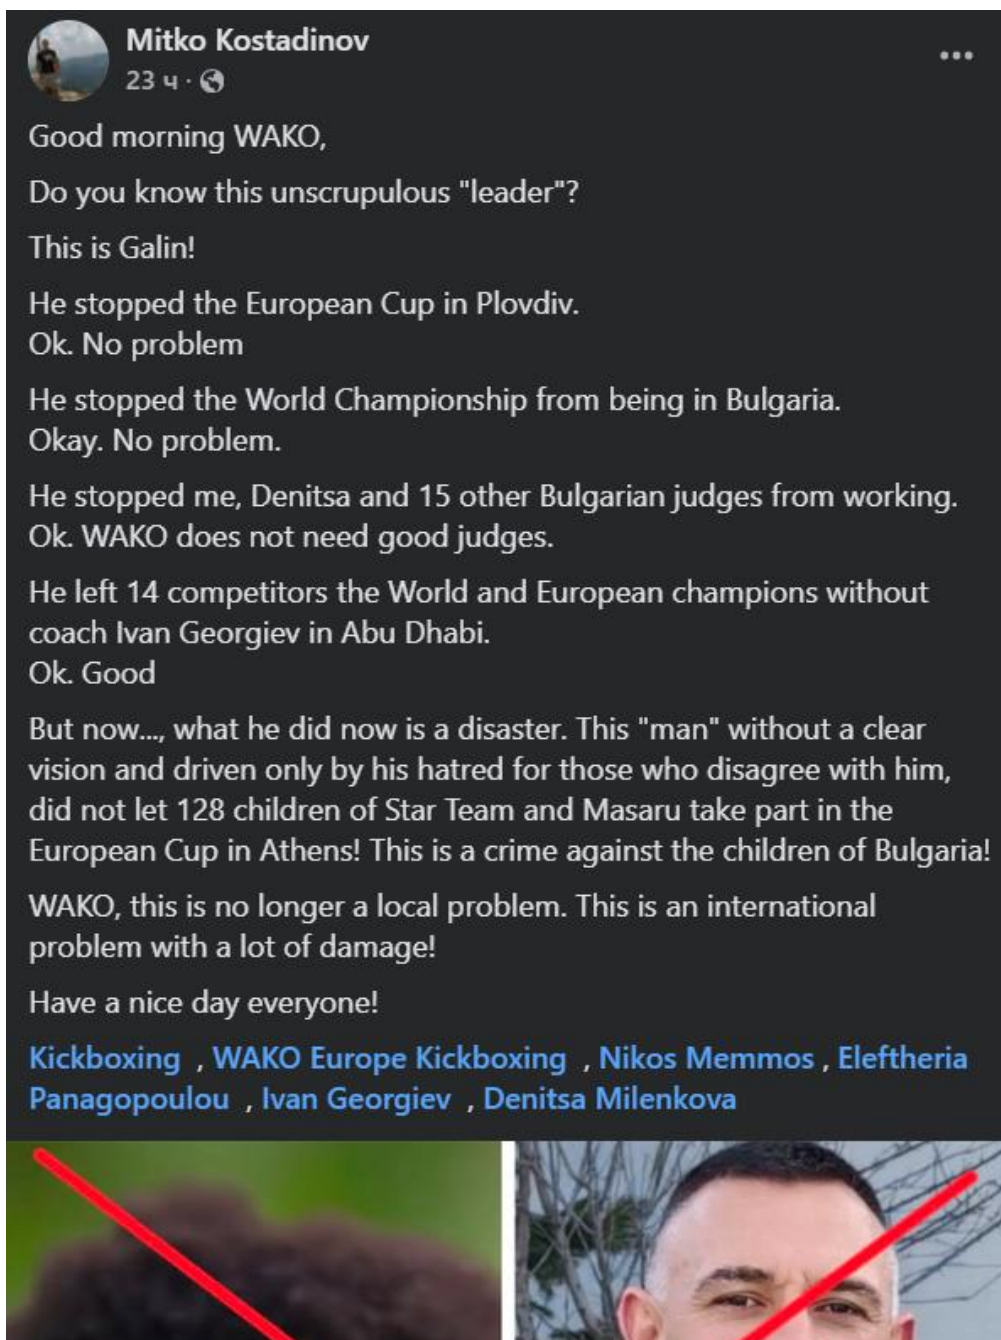 Mitko Kostadinov
23 ч ·
Good morning WAKO,
Do you know this unscrupulous "leader"?
This is Galin!
He stopped the European Cup in Plovdiv.
Ok. No problem
He stopped the World Championship from being in Bulgaria.
Okay. No problem.
He stopped me, Denitsa and 15 other Bulgarian judges from working.
Ok. WAKO does not need good judges.
He left 14 competitors the World and European champions without
coach Ivan Georgiev in Abu Dhabi.
Ok. Good
But now..., what he did now is a disaster. This "man" without a clear
vision and driven only by his hatred for those who disagree with him,
did not let 128 children of Star Team and Masaru take part in the
European Cup in Athens! This is a crime against the children of Bulgaria!
WAKO, this is no longer a local problem. This is an international
problem with a lot of damage!
Have a nice day everyone!
Kickboxing , WAKO Europe Kickboxing , Nikos Memmos , Eleftheria
Panagopoulou , Ivan Georgiev , Denitsa Milenkova